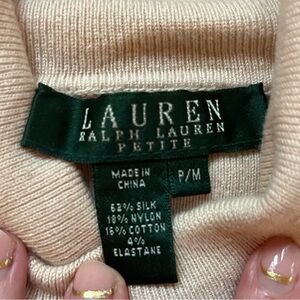 LAUREN
RALPH LAUREN
PETITE
MADE IN
CHINA
P/M
62% SILK
18% NYLON
16% COTTON
4%
ELASTANE